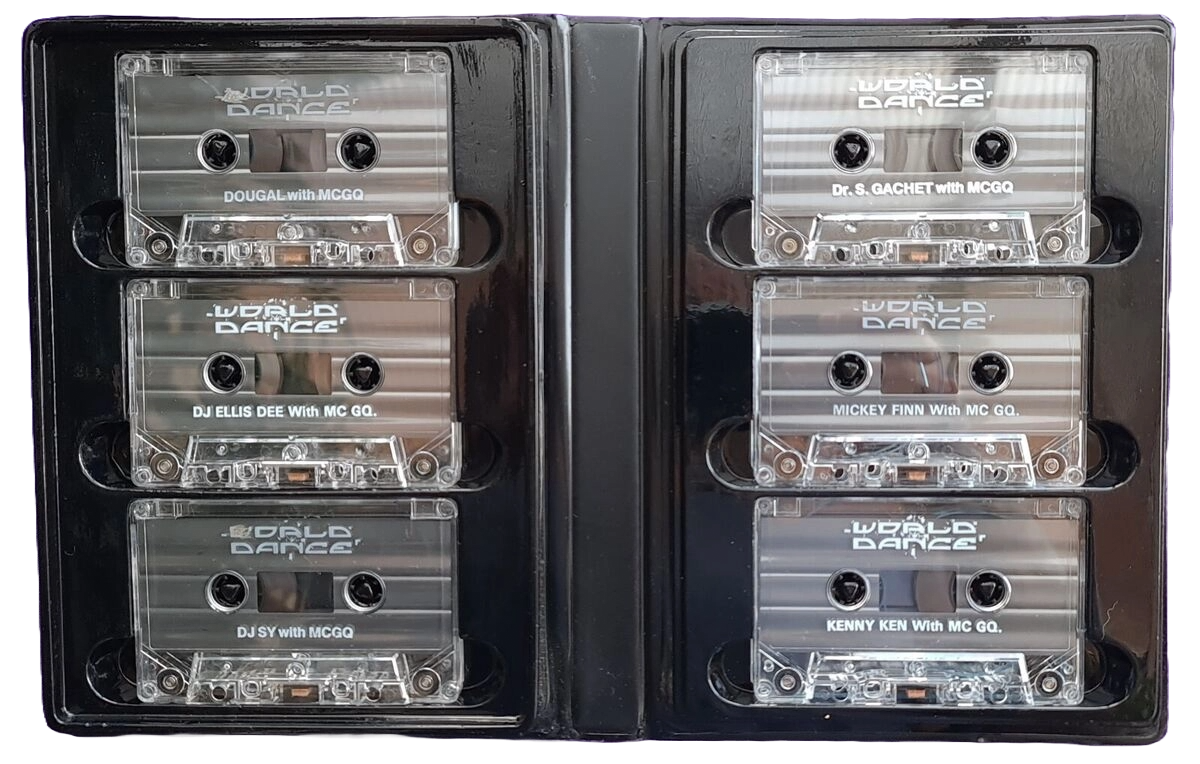 WORLD
DANCE
DOUGAL with MCGQ
WORLD
DANCE
DJ ELLIS DEE With MC GQ.
WORLD
DANCE
DJ SY with MCGQ
WORLD
DANCE
Dr. S. GACHET with MCGQ
WORLD
DANCE
MICKEY FINN With MC GQ.
WORLD
DANCE
KENNY KEN With MC GQ.